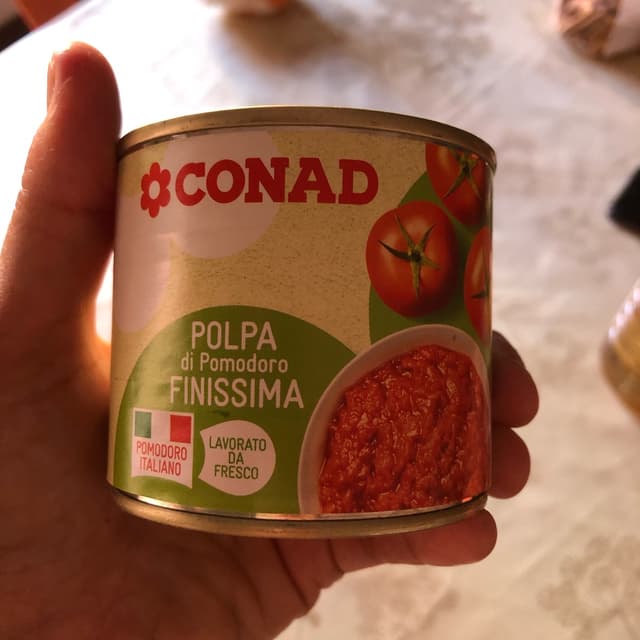 CONAD
POLPA
di Pomodoro
FINISSIMA
POMODORO
ITALIANO
LAVORATO
DA
FRESCO